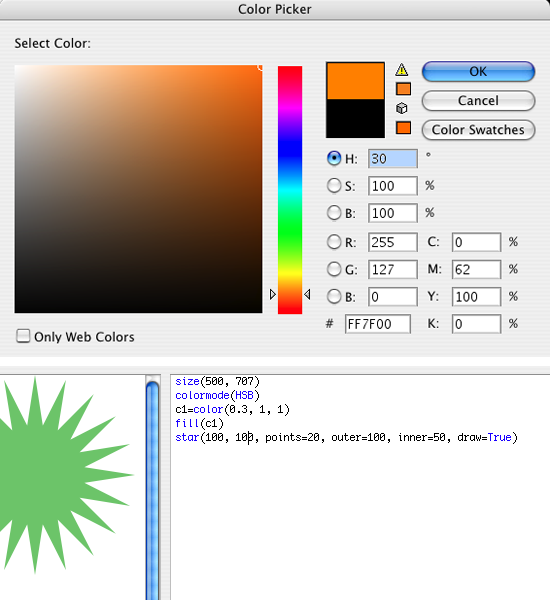 Color Picker
Select Color:
OK
Cancel
Color Swatches
H: 30 °
S: 100 %
B: 100 %
R: 255 C: 0 %
G: 127 M: 62 %
B: 0 Y: 100 %
# FF7F00 K: 0 %
Only Web Colors
size(500, 707)
colormode(HSB)
c1=color(0.3, 1, 1)
fill(c1)
star(100, 100, points=20, outer=100, inner=50, draw=True)